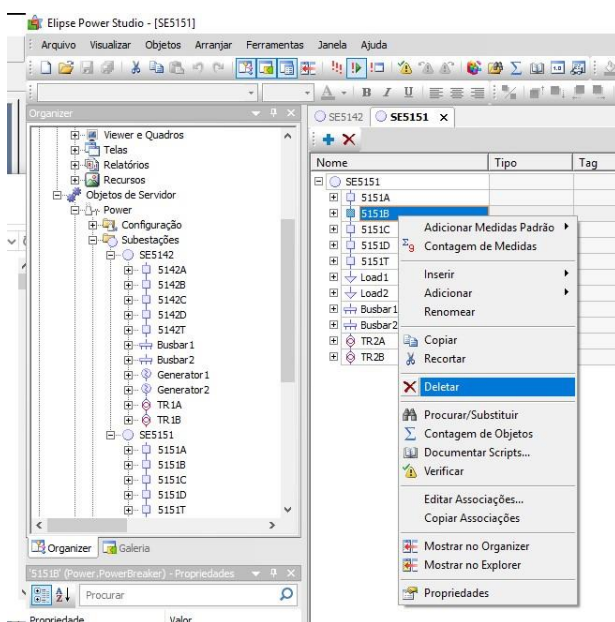 Elipse Power Studio - [SE5151]
Arquivo Visualizar Objetos Arranjar Ferramentas Janela Ajuda
B I U
Organizer
SE5142 SE5151
Nome Tipo Tag
Viewer e Quadros
Telas
Relatórios
Recursos
Objetos de Servidor
Power
Configuração
Subestações
SE5142
5142A
5142B
5142C
5142D
5142T
Busbar1
Busbar2
Generator1
Generator2
TR1A
TR1B
SE5151
5151A
5151B
5151C
5151D
5151T
SE5151
5151A
5151B
5151C
5151D
5151T
Load1
Load2
Busbar1
Busbar2
TR2A
TR2B
Adicionar Medidas Padrão
Contagem de Medidas
Inserir
Adicionar
Renomear
Copiar
Recortar
Deletar
Procurar/Substituir
Contagem de Objetos
Documentar Scripts...
Verificar
Editar Associações...
Copiar Associações
Mostrar no Organizer
Mostrar no Explorer
Propriedades
Organizer Galeria
'5151B' (Power.PowerBreaker) - Propriedades
Procurar
Propriedade Valor